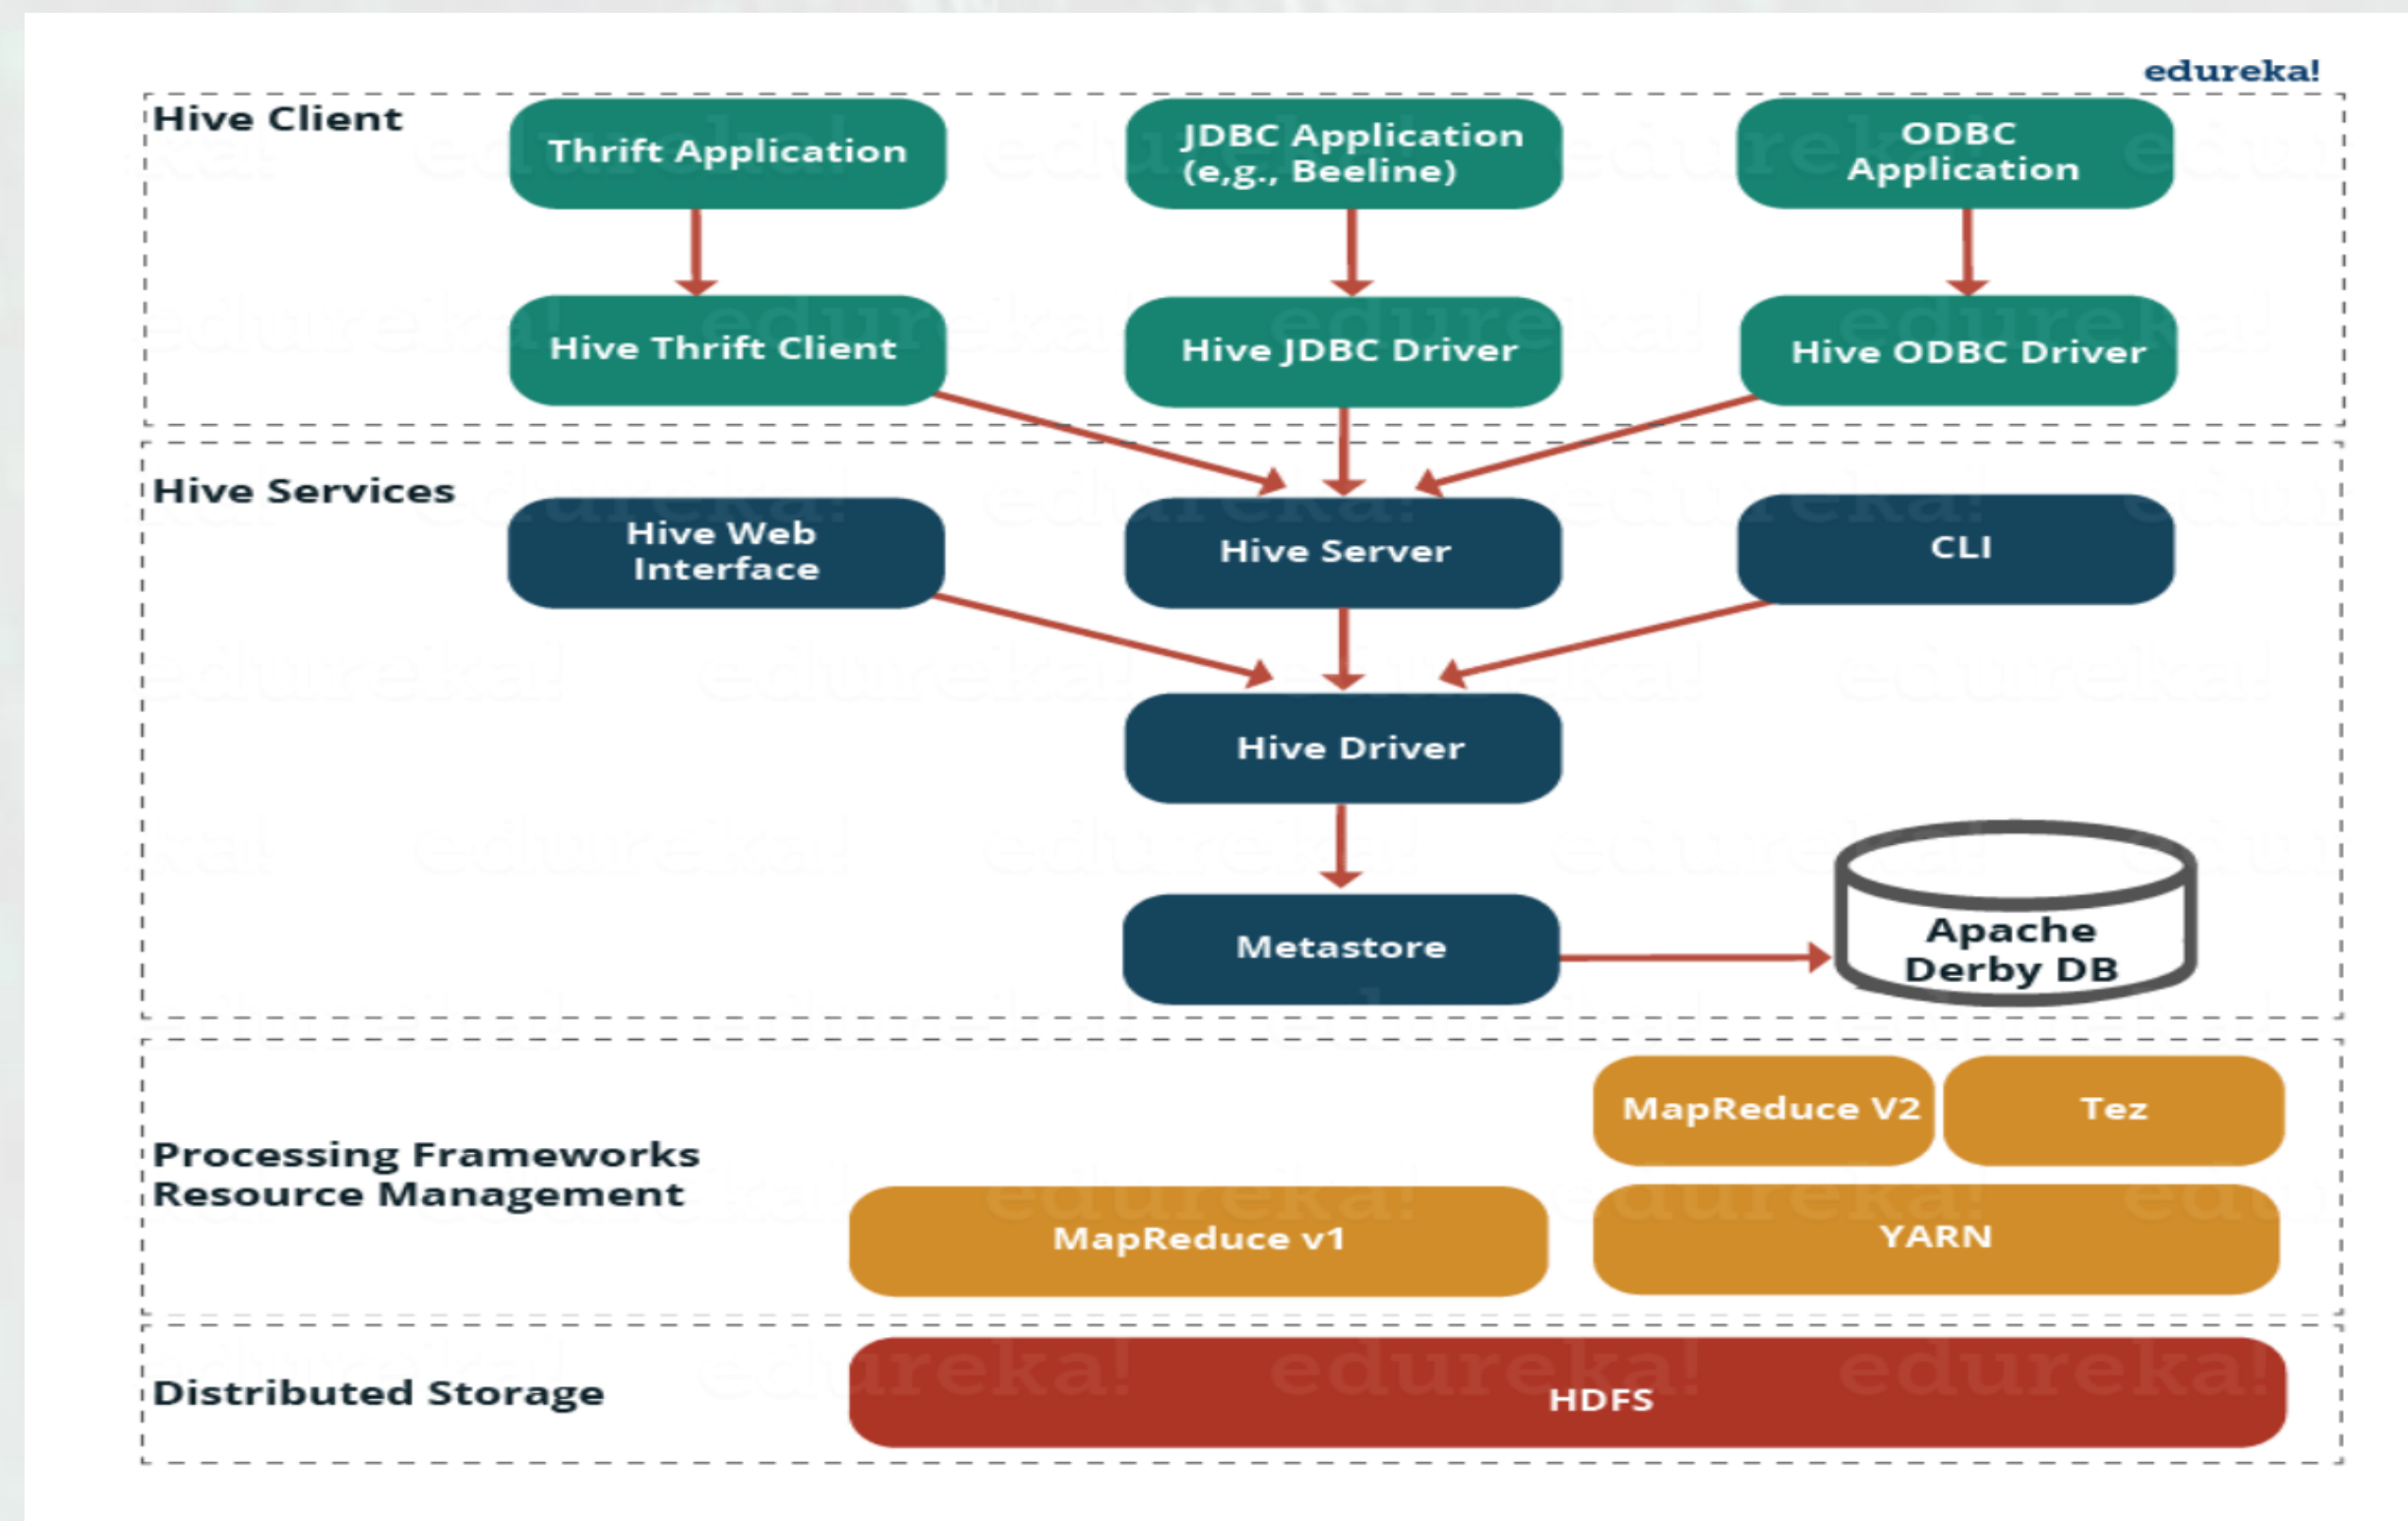 edureka!
Hive Client
Thrift Application
JDBC Application
(e,g., Beeline)
ODBC
Application
Hive Thrift Client
Hive JDBC Driver
Hive ODBC Driver
Hive Services
Hive Web
Interface
Hive Server
CLI
Hive Driver
Metastore
Apache
Derby DB
Processing Frameworks
Resource Management
MapReduce V2
Tez
MapReduce v1
YARN
Distributed Storage
HDFS